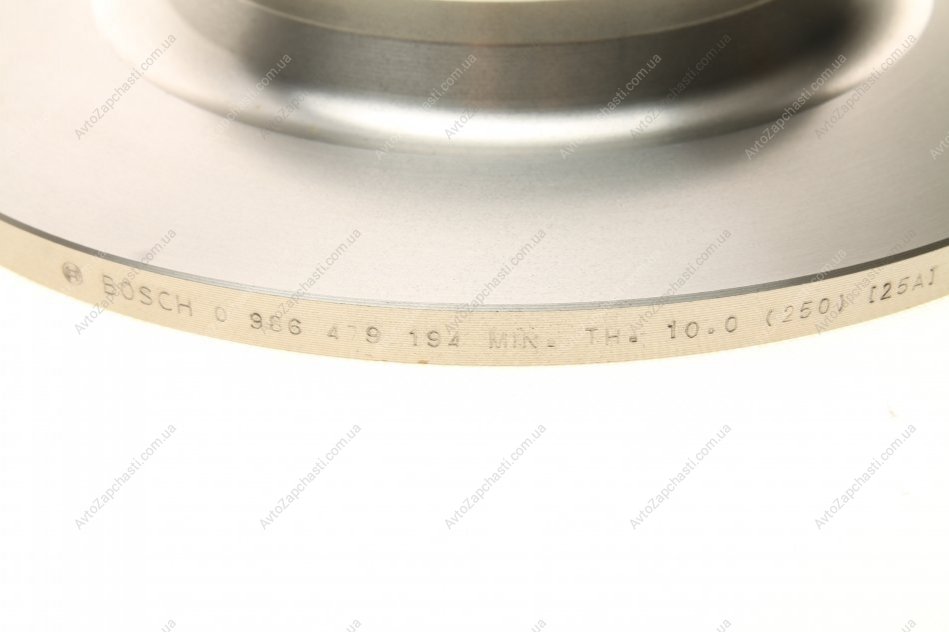 BOSCH 0 986 479 194 MIN. TH. 10.0 (250) [25A]
AvtoZapchasti.com.ua